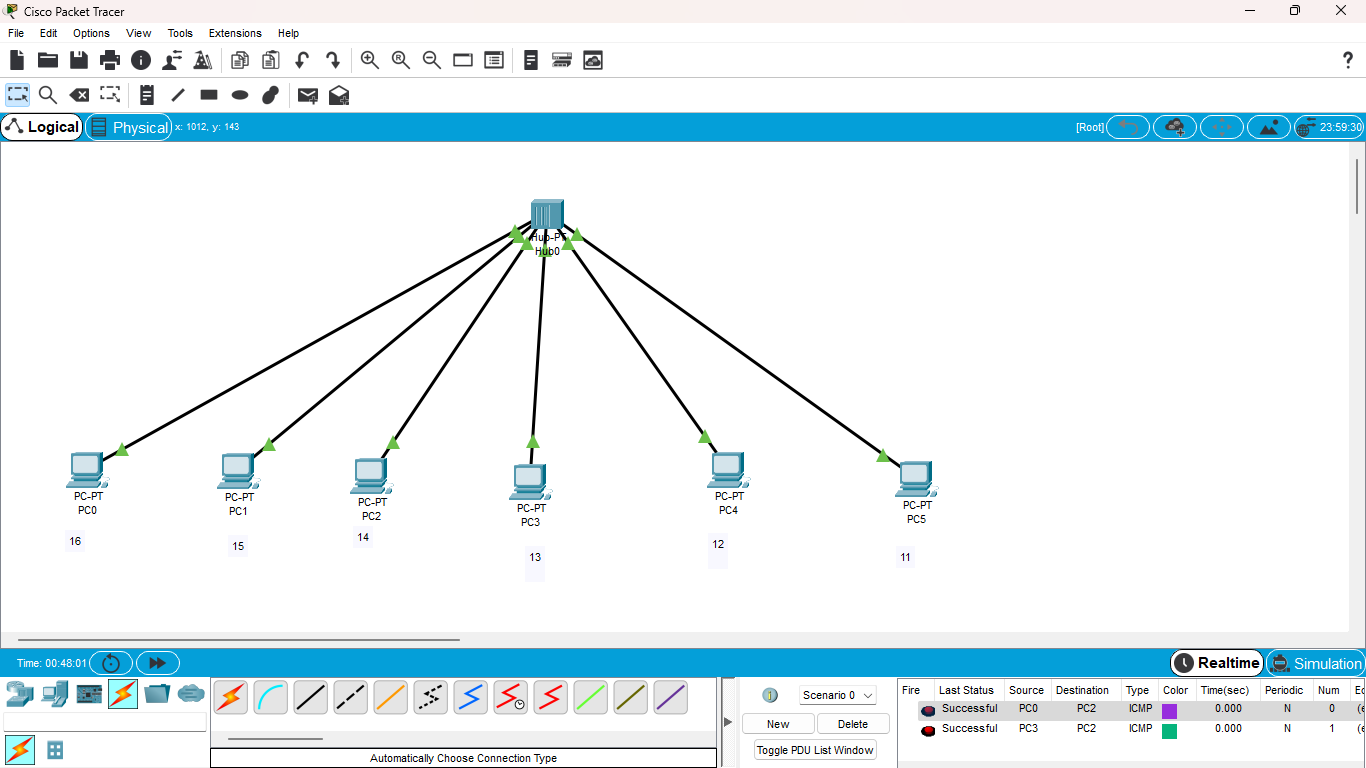 Cisco Packet Tracer
File Edit Options View Tools Extensions Help
Logical Physical x: 1012, y: 143 [Root] 23:59:30
Hub-PT
Hub0
PC-PT
PC0
PC-PT
PC1
PC-PT
PC2
PC-PT
PC3
PC-PT
PC4
PC-PT
PC5
16
15
14
13
12
11
Time: 00:48:01 Realtime Simulation
Automatically Choose Connection Type
Scenario 0
New Delete
Toggle PDU List Window
Fire Last Status Source Destination Type Color Time(sec) Periodic Num
Successful PC0 PC2 ICMP 0.000 N 0
Successful PC3 PC2 ICMP 0.000 N 1